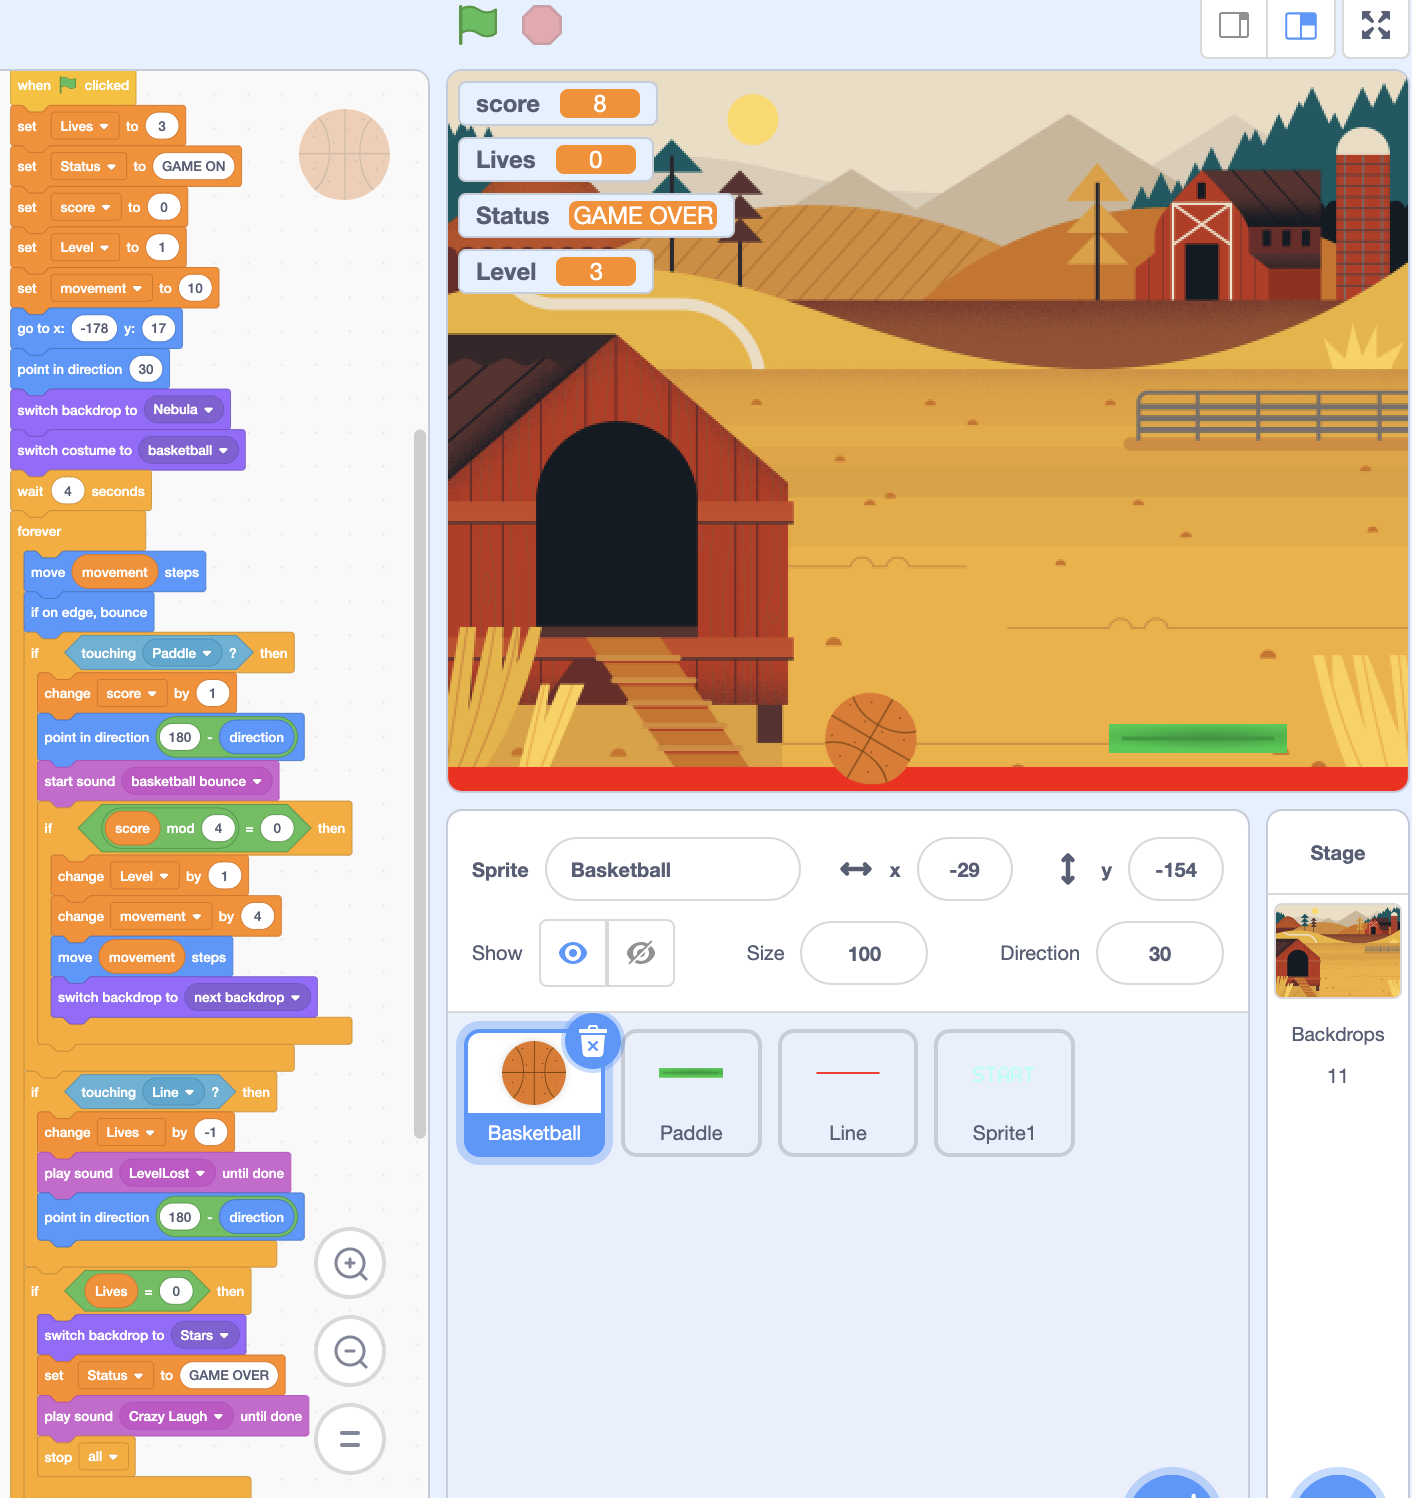 when clicked
set Lives to 3
set Status to GAME ON
set score to 0
set Level to 1
set movement to 10
go to x: -178 y: 17
point in direction 30
switch backdrop to Nebula
switch costume to basketball
wait 4 seconds
forever
move movement steps
if on edge, bounce
if touching Paddle ? then
change score by 1
point in direction 180 - direction
start sound basketball bounce
if score mod 4 = 0 then
change Level by 1
change movement by 4
move movement steps
switch backdrop to next backdrop
if touching Line ? then
change Lives by -1
play sound LevelLost until done
point in direction 180 - direction
if Lives = 0 then
switch backdrop to Stars
set Status to GAME OVER
play sound Crazy Laugh until done
stop all
score 8
Lives 0
Status GAME OVER
Level 3
Sprite Basketball x -29 y -154
Show Size 100 Direction 30
Basketball
Paddle
Line
START
Sprite1
Stage
Backdrops
11